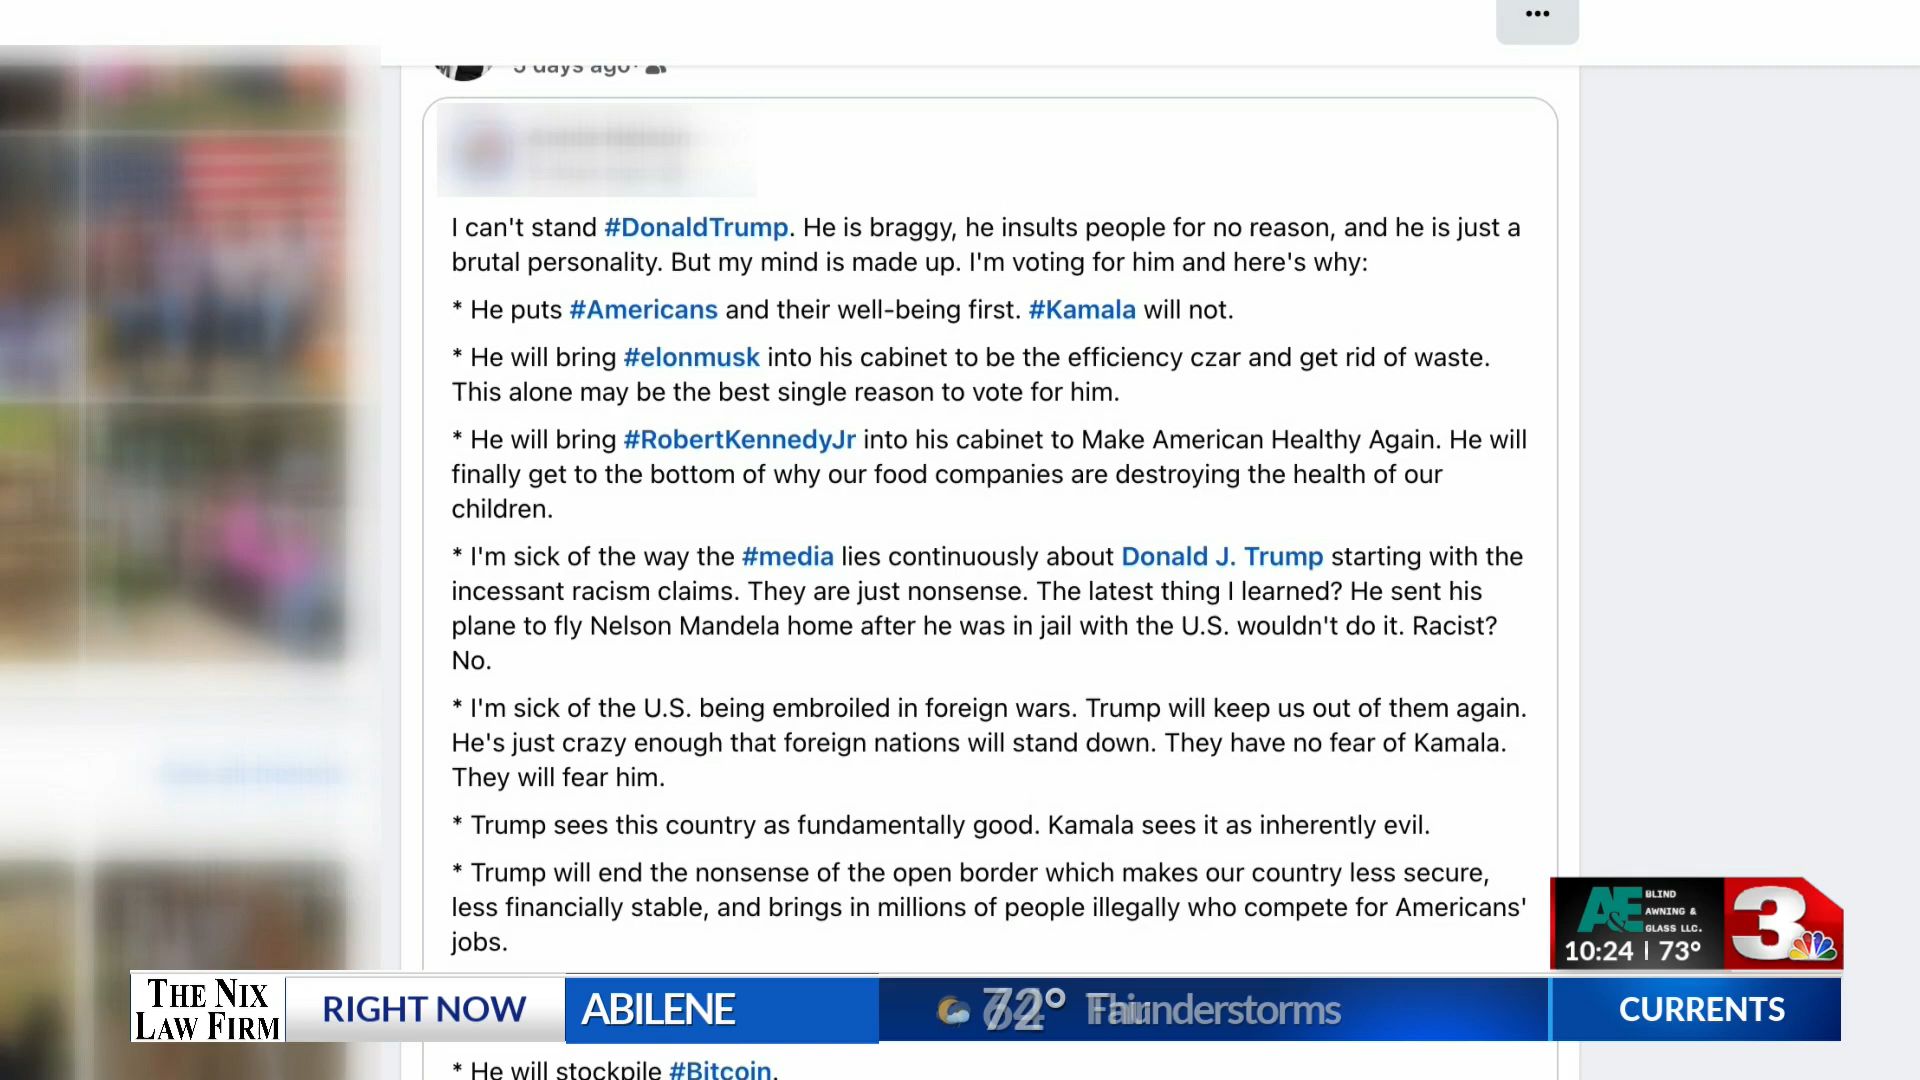 •••
5 days ago ·
I can't stand #DonaldTrump. He is braggy, he insults people for no reason, and he is just a
brutal personality. But my mind is made up. I'm voting for him and here's why:
* He puts #Americans and their well-being first. #Kamala will not.
* He will bring #elonmusk into his cabinet to be the efficiency czar and get rid of waste.
This alone may be the best single reason to vote for him.
* He will bring #RobertKennedyJr into his cabinet to Make American Healthy Again. He will
finally get to the bottom of why our food companies are destroying the health of our
children.
* I'm sick of the way the #media lies continuously about Donald J. Trump starting with the
incessant racism claims. They are just nonsense. The latest thing I learned? He sent his
plane to fly Nelson Mandela home after he was in jail with the U.S. wouldn't do it. Racist?
No.
* I'm sick of the U.S. being embroiled in foreign wars. Trump will keep us out of them again.
He's just crazy enough that foreign nations will stand down. They have no fear of Kamala.
They will fear him.
* Trump sees this country as fundamentally good. Kamala sees it as inherently evil.
* Trump will end the nonsense of the open border which makes our country less secure,
less financially stable, and brings in millions of people illegally who compete for Americans'
jobs.
A&E BLIND
AWNING &
GLASS LLC.
10:24 | 73°
3
THE NIX
LAW FIRM
RIGHT NOW
ABILENE
72°
Thunderstorms
CURRENTS
* He will stockpile #Bitcoin.